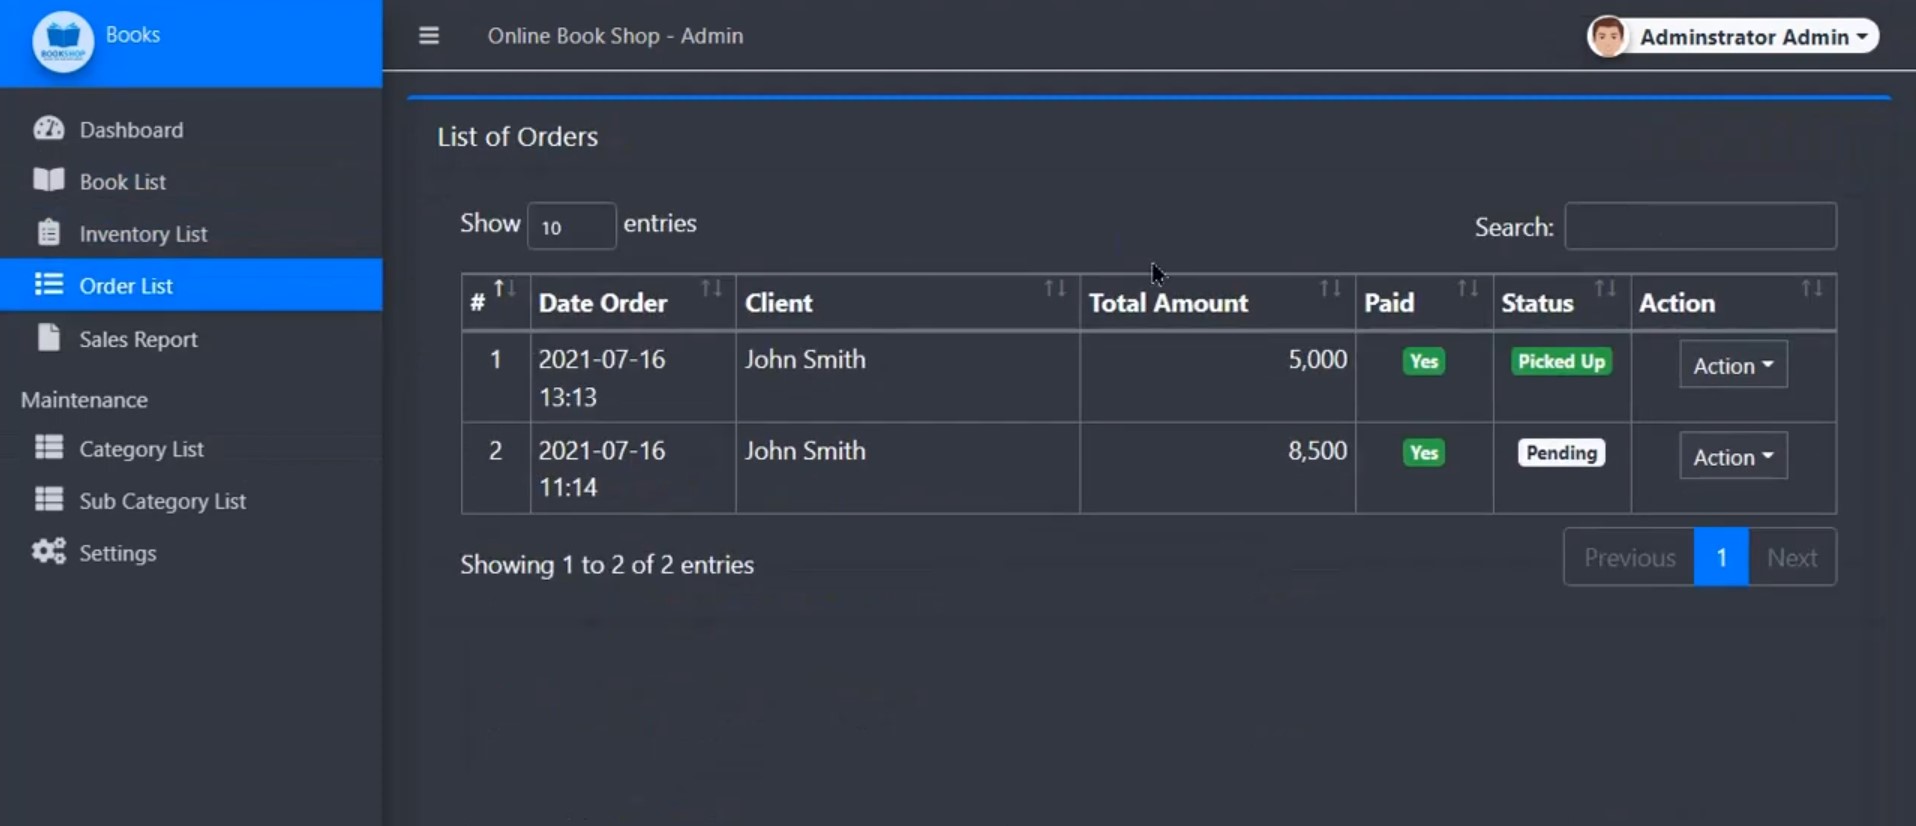 Books
BOOKSHOP
Online Book Shop - Admin
Adminstrator Admin
Dashboard
Book List
Inventory List
Order List
Sales Report
Maintenance
Category List
Sub Category List
Settings
List of Orders
Show 10 entries
Search:
# Date Order Client Total Amount Paid Status Action
1 2021-07-16 13:13 John Smith 5,000 Yes Picked Up Action
2 2021-07-16 11:14 John Smith 8,500 Yes Pending Action
Showing 1 to 2 of 2 entries
Previous 1 Next